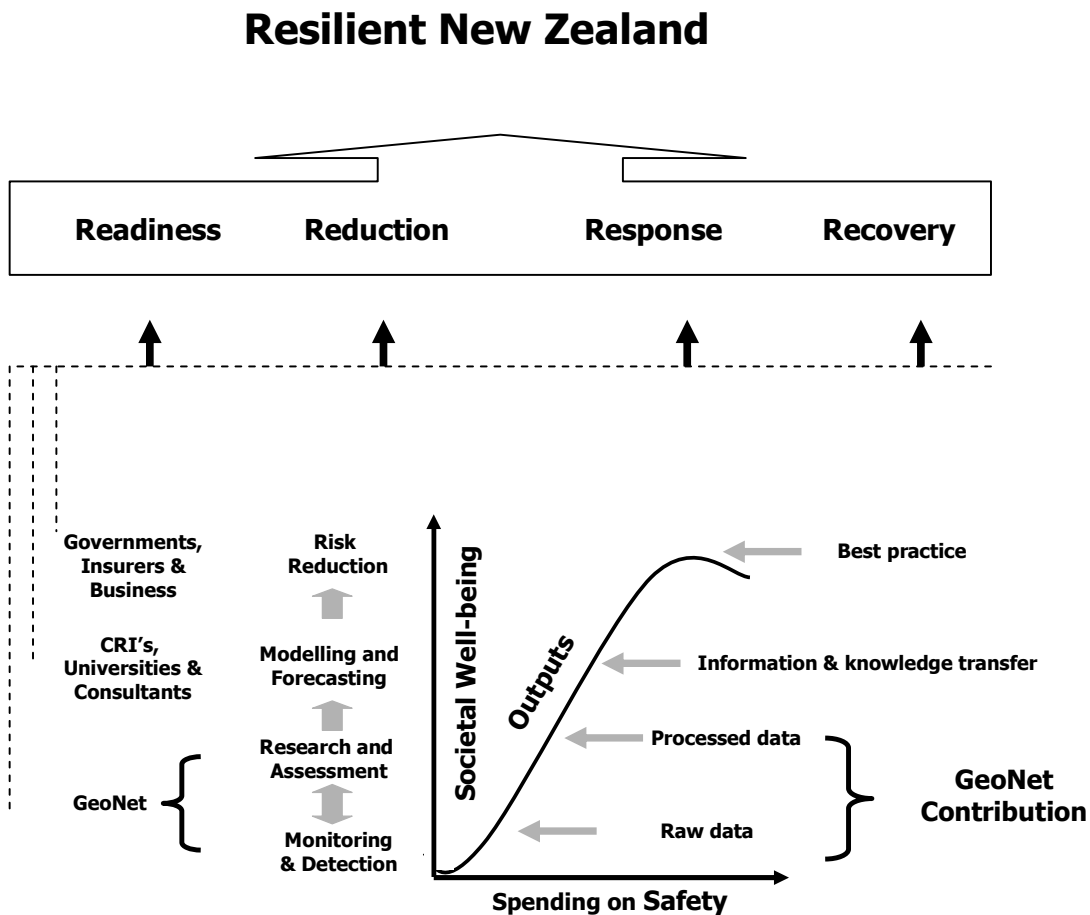 Resilient New Zealand
Readiness
Reduction
Response
Recovery
Governments,
Insurers &
Business
CRI's,
Universities &
Consultants
GeoNet
Risk
Reduction
Modelling and
Forecasting
Research and
Assessment
Monitoring
& Detection
Societal Well-being
Outputs
Spending on Safety
Best practice
Information & knowledge transfer
Processed data
Raw data
GeoNet
Contribution